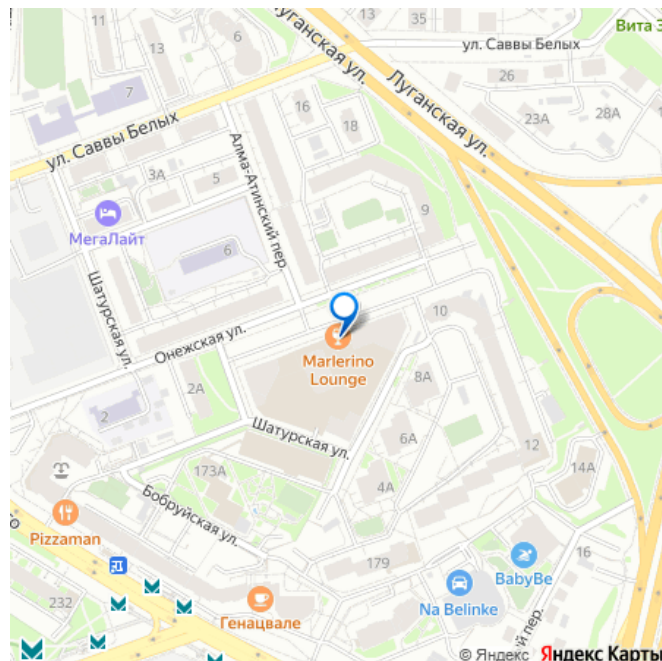 11
13
7
ул. Саввы Белых
3А
5
МегаЛайт
6
Шатурская ул.
Алма-Атинский пер.
16
18
Луганская ул.
Луганская ул.
ул. Саввы Белых
Вита
26
23А
28А
9
10
Онежская ул.
Marlerino
Lounge
2А
2
Шатурская ул.
8А
6А
4А
12
14А
16
173А
Бобруйская ул.
Pizzaman
232
179
Генацвале
Na Belinke
BabyBe
35
37
38
пер.
© Яндекс Яндекс Карты